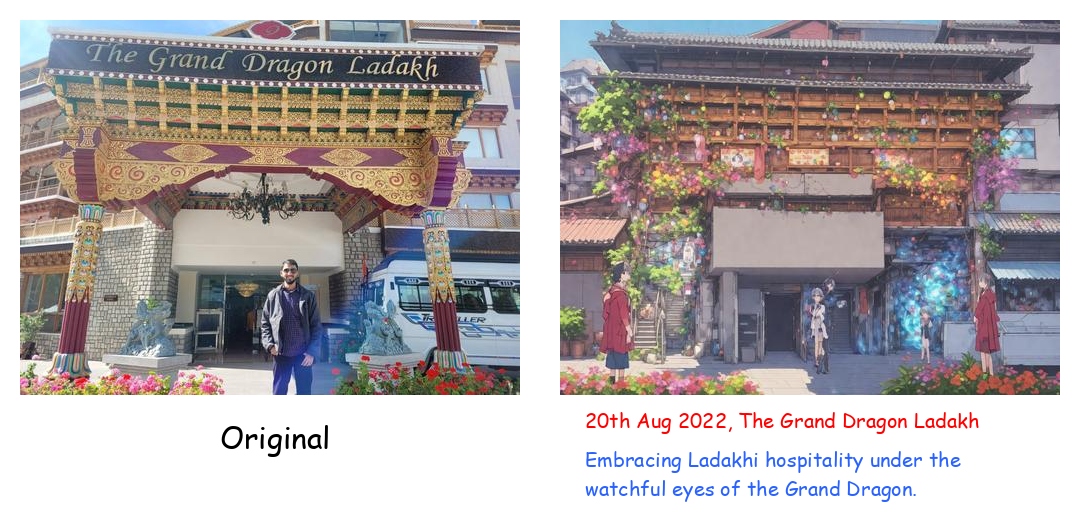 The Grand Dragon Ladakh
TRAVELLER
Original
20th Aug 2022, The Grand Dragon Ladakh
Embracing Ladakhi hospitality under the
watchful eyes of the Grand Dragon.